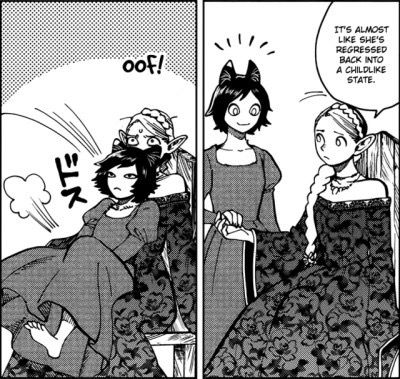 IT'S ALMOST
LIKE SHE'S
REGRESSED
BACK INTO
A CHILDLIKE
STATE.
OOF!
ドス